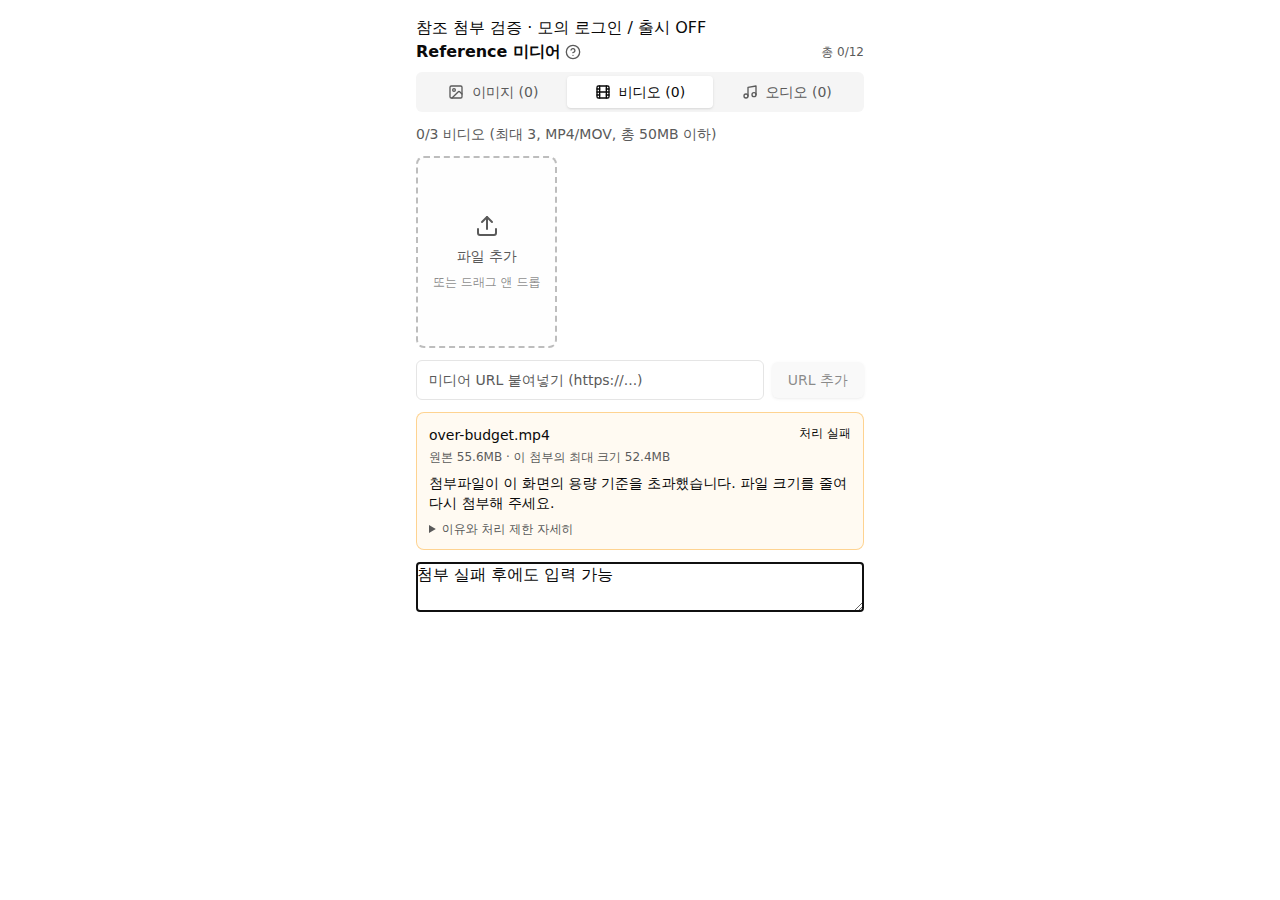 참조 첨부 검증 · 모의 로그인 / 출시 OFF
Reference 미디어
총 0/12
이미지 (0)
비디오 (0)
오디오 (0)
0/3 비디오 (최대 3, MP4/MOV, 총 50MB 이하)
파일 추가
또는 드래그 앤 드롭
미디어 URL 붙여넣기 (https://...)
URL 추가
over-budget.mp4
처리 실패
원본 55.6MB · 이 첨부의 최대 크기 52.4MB
첨부파일이 이 화면의 용량 기준을 초과했습니다. 파일 크기를 줄여
다시 첨부해 주세요.
이유와 처리 제한 자세히
첨부 실패 후에도 입력 가능